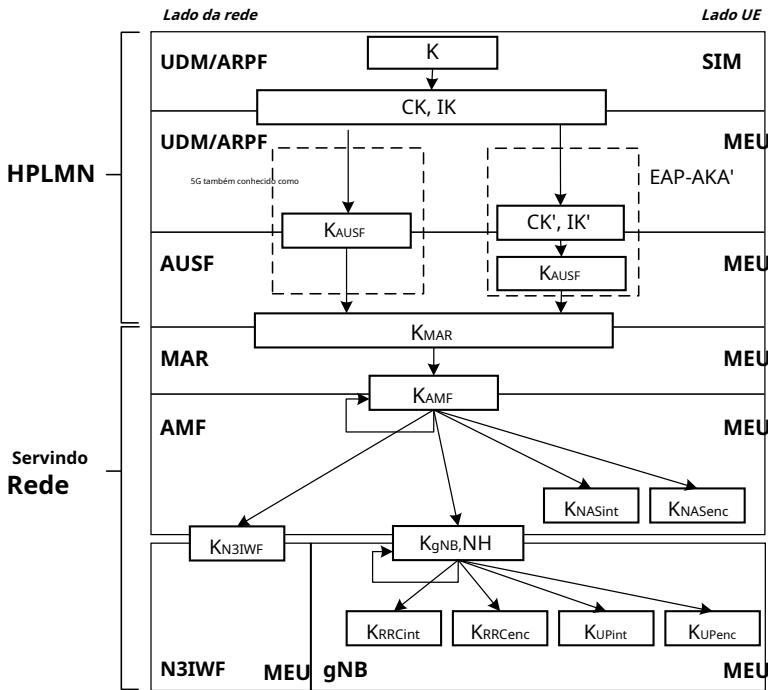 Lado da rede
Lado UE
UDM/ARPF
K
SIM
CK, IK
UDM/ARPF
MEU
HPLMN
5G também conhecido como
EAP-AKA'
KAUSF
CK', IK'
AUSF
KAUSF
MEU
KMAR
MAR
MEU
KAMF
AMF
MEU
Servindo
Rede
KNASint
KNASenc
KN3IWF
KgNB,NH
KRRCint
KRRCenc
KUPint
KUPenc
N3IWF
MEU
gNB
MEU